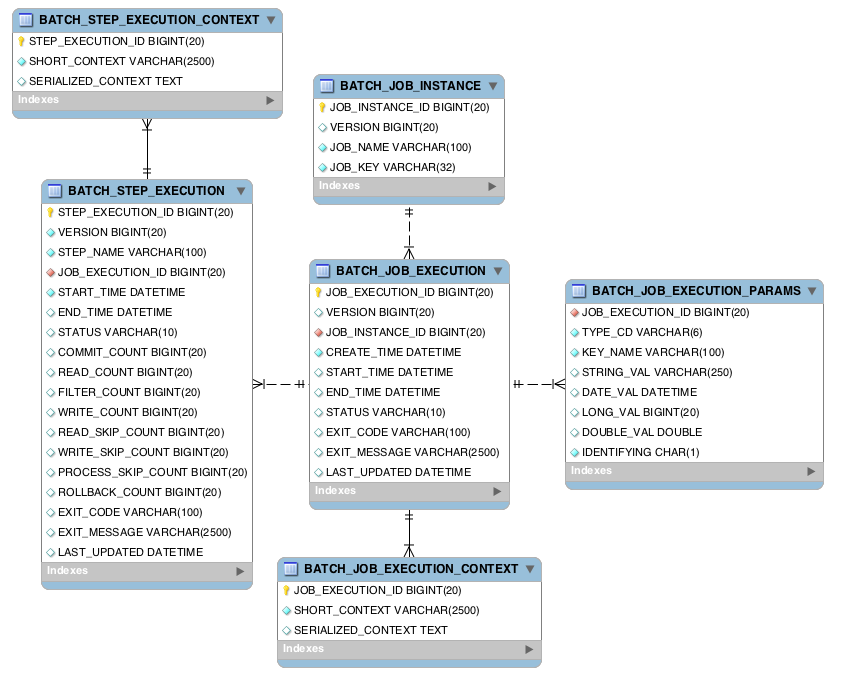 BATCH_STEP_EXECUTION_CONTEXT
STEP_EXECUTION_ID BIGINT(20)
SHORT_CONTEXT VARCHAR(2500)
SERIALIZED_CONTEXT TEXT
Indexes
BATCH_JOB_INSTANCE
JOB_INSTANCE_ID BIGINT(20)
VERSION BIGINT(20)
JOB_NAME VARCHAR(100)
JOB_KEY VARCHAR(32)
Indexes
BATCH_STEP_EXECUTION
STEP_EXECUTION_ID BIGINT(20)
VERSION BIGINT(20)
STEP_NAME VARCHAR(100)
JOB_EXECUTION_ID BIGINT(20)
START_TIME DATETIME
END_TIME DATETIME
STATUS VARCHAR(10)
COMMIT_COUNT BIGINT(20)
READ_COUNT BIGINT(20)
FILTER_COUNT BIGINT(20)
WRITE_COUNT BIGINT(20)
READ_SKIP_COUNT BIGINT(20)
WRITE_SKIP_COUNT BIGINT(20)
PROCESS_SKIP_COUNT BIGINT(20)
ROLLBACK_COUNT BIGINT(20)
EXIT_CODE VARCHAR(100)
EXIT_MESSAGE VARCHAR(2500)
LAST_UPDATED DATETIME
Indexes
BATCH_JOB_EXECUTION
JOB_EXECUTION_ID BIGINT(20)
VERSION BIGINT(20)
JOB_INSTANCE_ID BIGINT(20)
CREATE_TIME DATETIME
START_TIME DATETIME
END_TIME DATETIME
STATUS VARCHAR(10)
EXIT_CODE VARCHAR(100)
EXIT_MESSAGE VARCHAR(2500)
LAST_UPDATED DATETIME
Indexes
BATCH_JOB_EXECUTION_PARAMS
JOB_EXECUTION_ID BIGINT(20)
TYPE_CD VARCHAR(6)
KEY_NAME VARCHAR(100)
STRING_VAL VARCHAR(250)
DATE_VAL DATETIME
LONG_VAL BIGINT(20)
DOUBLE_VAL DOUBLE
IDENTIFYING CHAR(1)
Indexes
BATCH_JOB_EXECUTION_CONTEXT
JOB_EXECUTION_ID BIGINT(20)
SHORT_CONTEXT VARCHAR(2500)
SERIALIZED_CONTEXT TEXT
Indexes